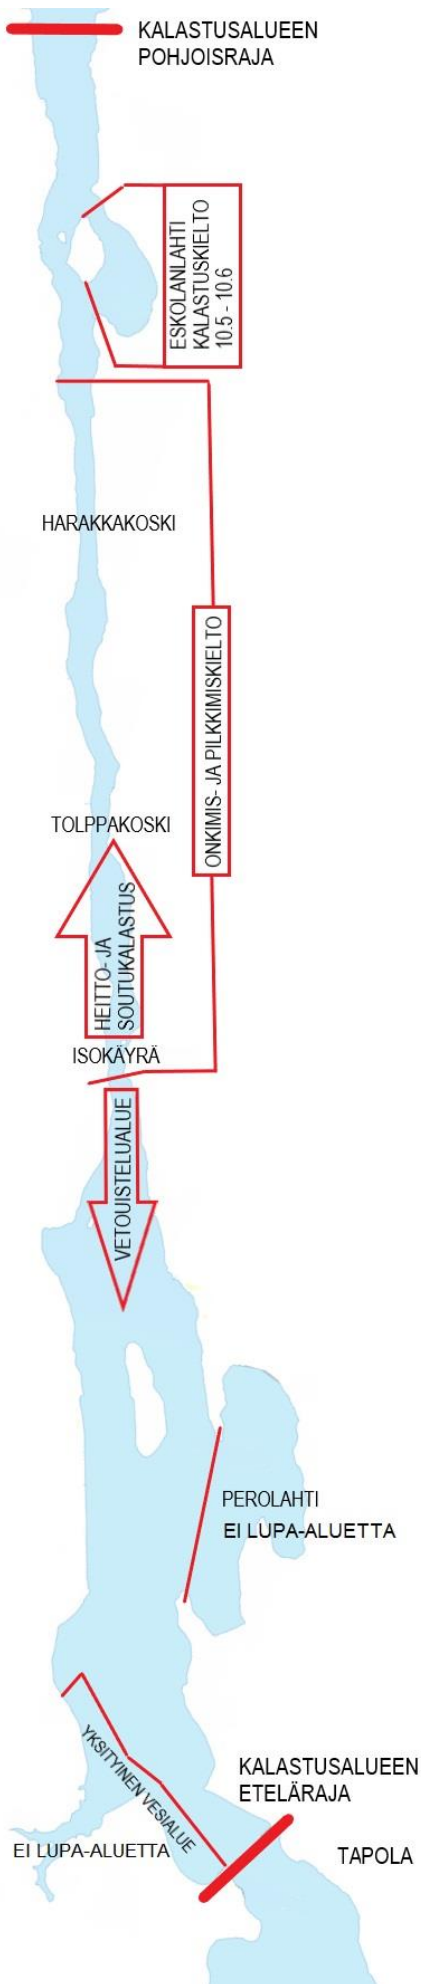 KALASTUSALUEEN
POHJOISRAJA
ESKOLANLAHTI
KALASTUSKIELTO
10.5 - 10.6
HARAKKAKOSKI
ONKIMIS- JA PILKKIMISKIELTO
TOLPPAKOSKI
HEITTO- JA
SOUTUKALASTUS
ISOKÄYRÄ
VETOUISTELUALUE
PEROLAHTI
EI LUPA-ALUETTA
YKSITYINEN VESIALUE
KALASTUSALUEEN
ETELÄRAJA
EI LUPA-ALUETTA
TAPOLA